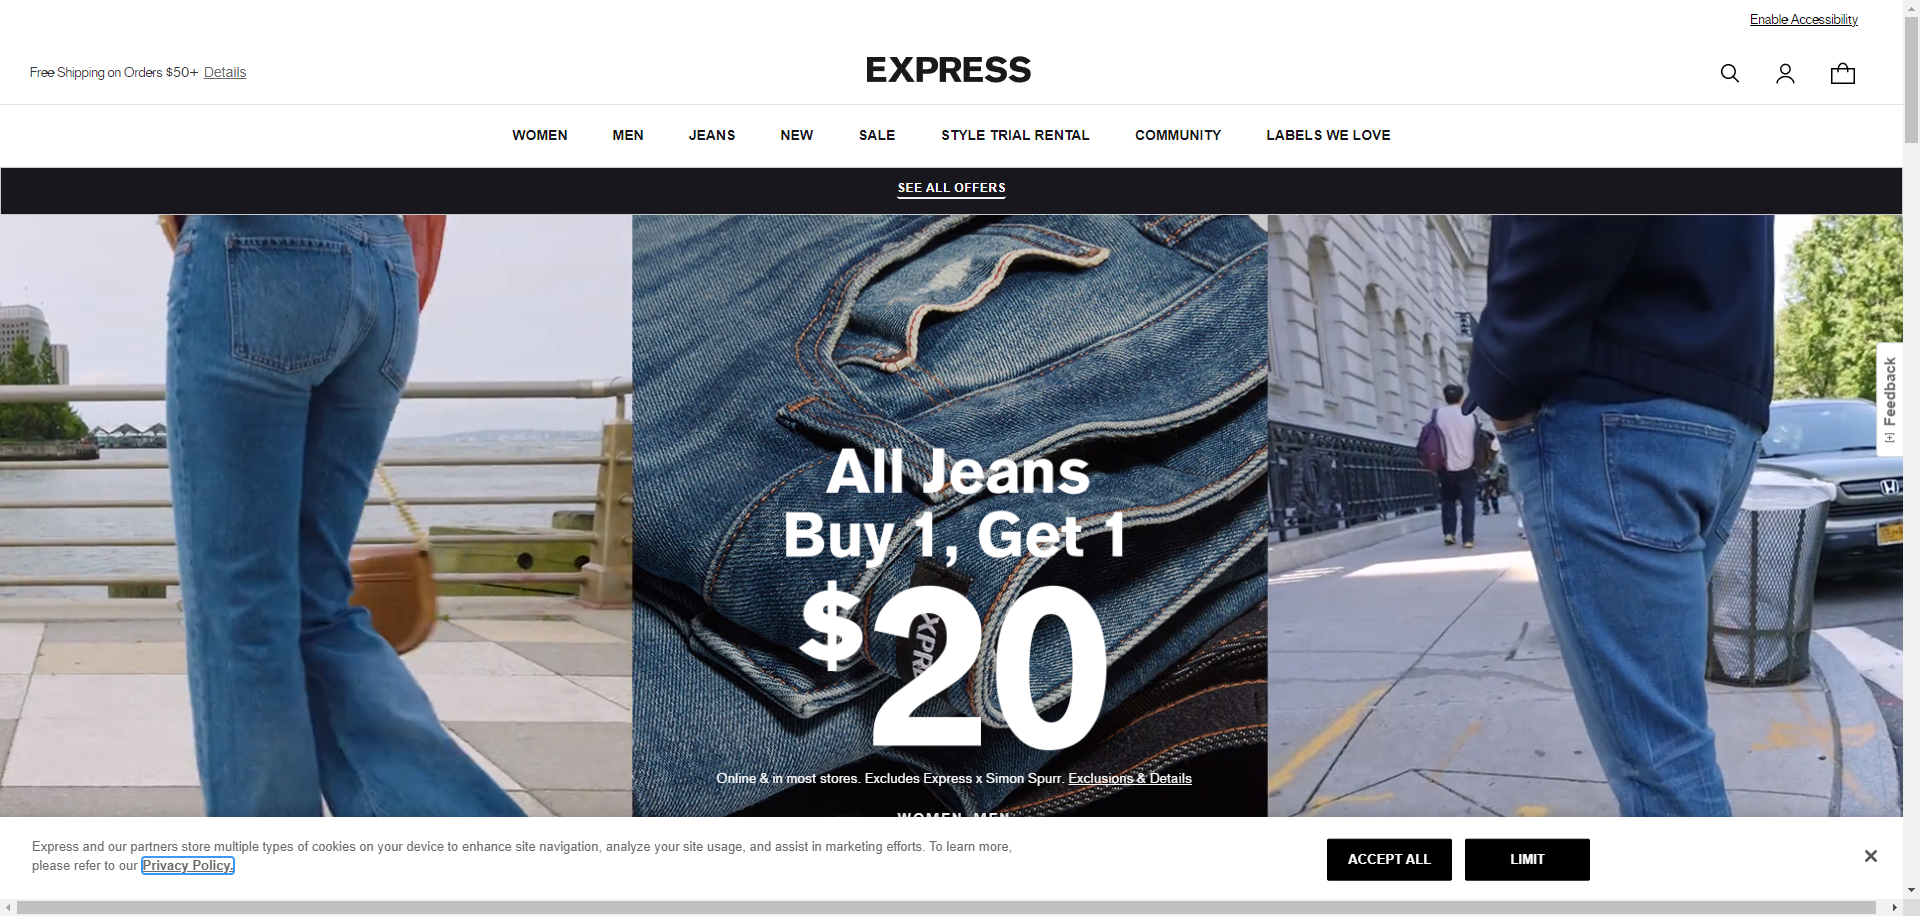 Enable Accessibility
Free Shipping on Orders $50+ Details
EXPRESS
WOMEN MEN JEANS NEW SALE STYLE TRIAL RENTAL COMMUNITY LABELS WE LOVE
SEE ALL OFFERS
All Jeans
Buy 1, Get 1
$20
XPRE
Online & in most stores. Excludes Express x Simon Spurr. Exclusions & Details
WOMEN MEN
[+] Feedback
Express and our partners store multiple types of cookies on your device to enhance site navigation, analyze your site usage, and assist in marketing efforts. To learn more,
please refer to our Privacy Policy.
ACCEPT ALL
LIMIT